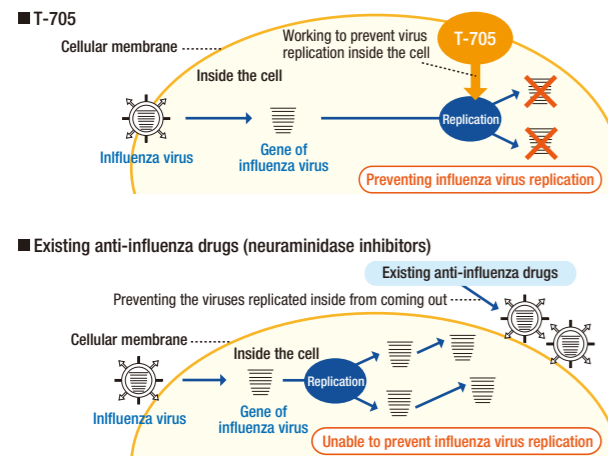 ■ T-705
Cellular membrane
Working to prevent virus
replication inside the cell
T-705
Inside the cell
Replication
Inlfluenza virus
Gene of
influenza virus
Preventing influenza virus replication
■ Existing anti-influenza drugs (neuraminidase inhibitors)
Existing anti-influenza drugs
Preventing the viruses replicated inside from coming out
Cellular membrane
Inside the cell
Replication
Inlfluenza virus
Gene of
influenza virus
Unable to prevent influenza virus replication